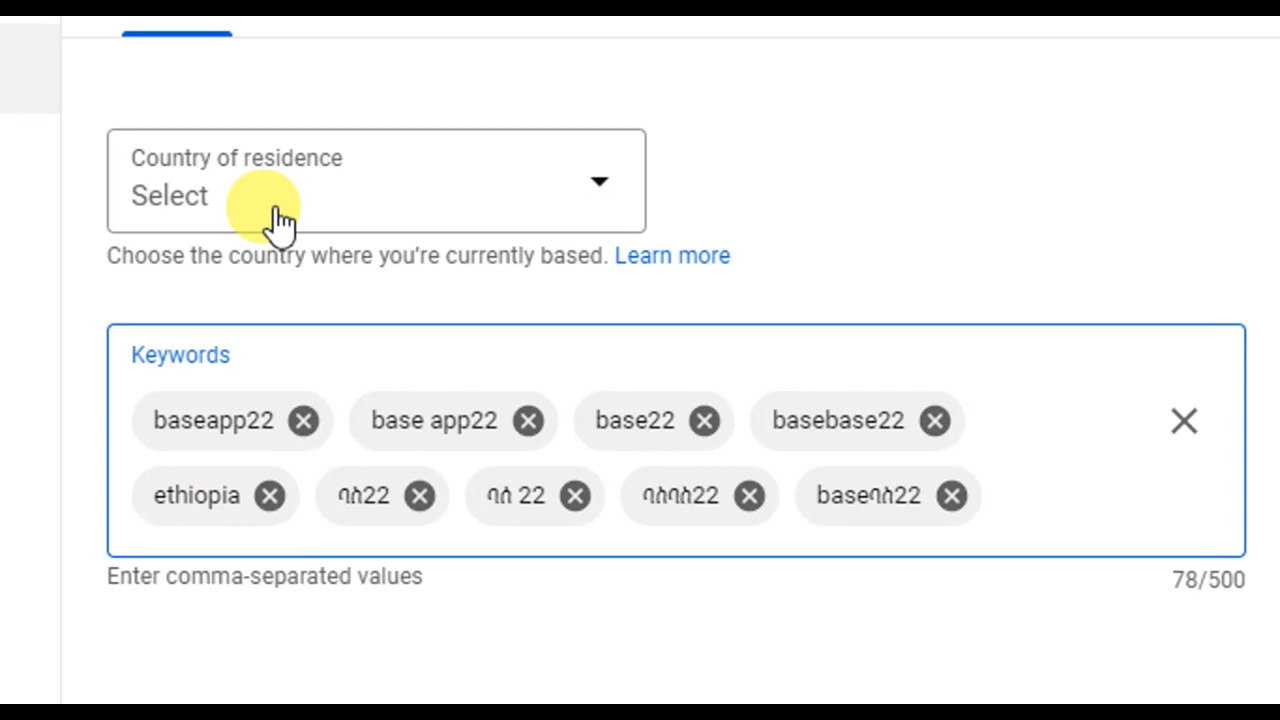 Country of residence
Select
Choose the country where you're currently based. Learn more
Keywords
baseapp22 base app22 base22 basebase22
ethiopia ባስ22 ባሰ 22 ባስባስ22 baseባስ22
Enter comma-separated values 78/500